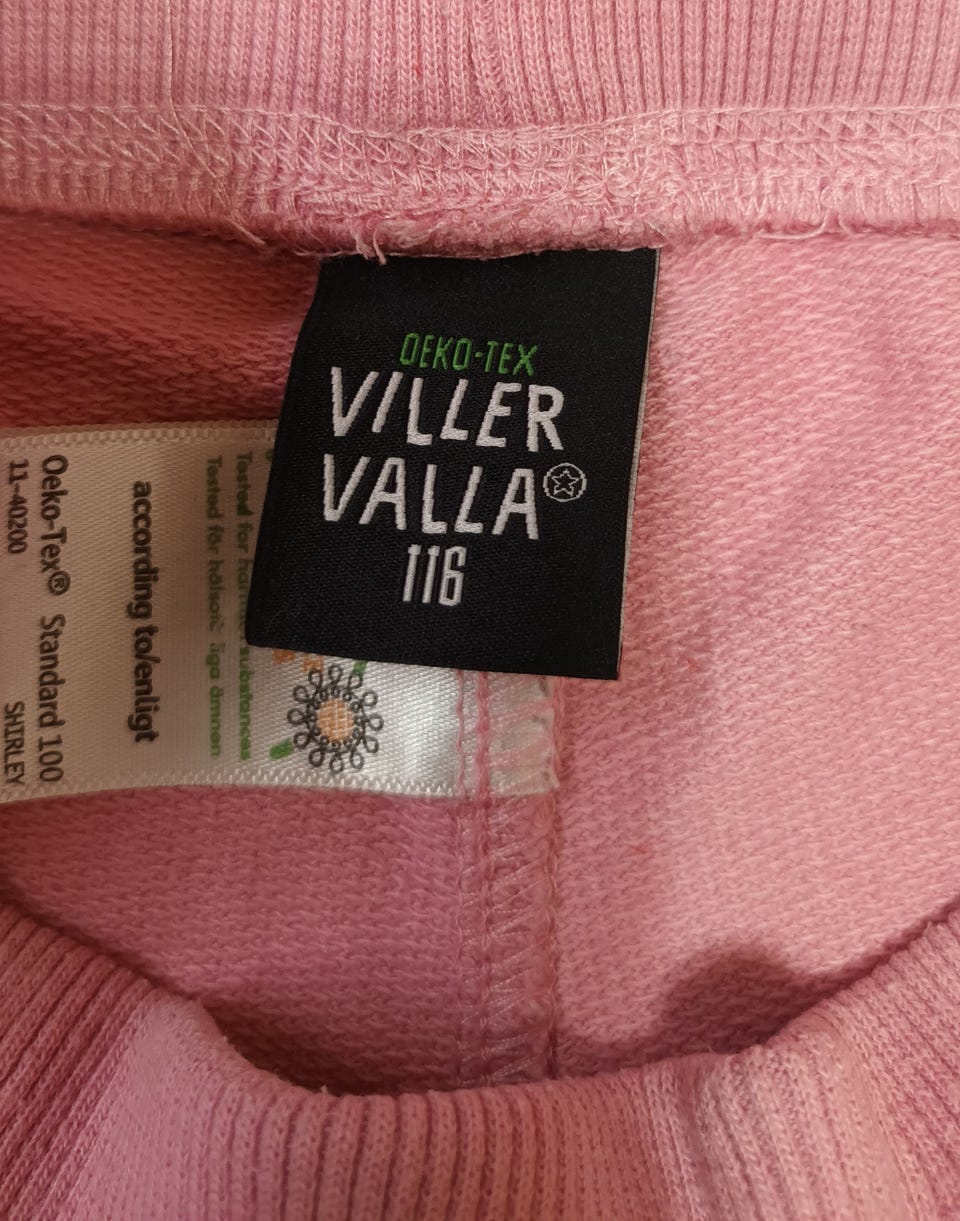 OEKO-TEX
VILLER
VALLA
116
Tested for harmful substances
Tested för hälsofarliga ämnen
according to/enligt
Oeko-Tex® Standard 100
11-40200
SHIRLEY